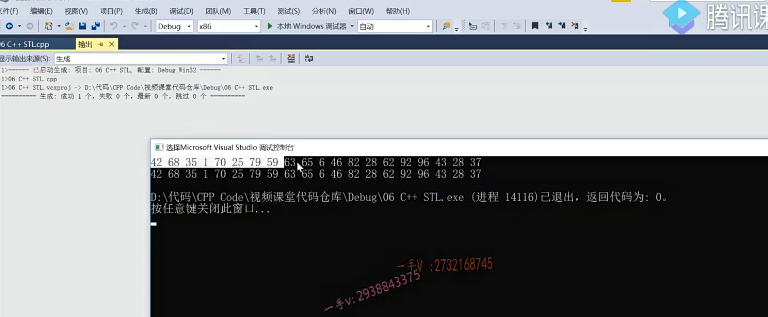 文件(F) 编辑(E) 视图(V) 项目(P) 生成(B) 调试(D) 团队(M) 工具(T) 测试(S) 分析(N) 窗口(W) 帮助(H)
Debug x86 本地 Windows 调试器 自动
腾讯课
06 C++ STL.cpp 输出
显示输出来源(S): 生成
1>------ 已启动生成: 项目: 06 C++ STL, 配置: Debug Win32 ------
1>06 C++ STL.cpp
1>06 C++ STL.vcxproj -> D:\代码\CPP Code\视频课堂代码仓库\Debug\06 C++ STL.exe
========== 生成: 成功 1 个，失败 0 个，最新 0 个，跳过 0 个 ==========
选择Microsoft Visual Studio 调试控制台
42 68 35 1 70 25 79 59 63 65 6 46 82 28 62 92 96 43 28 37
42 68 35 1 70 25 79 59 63 65 6 46 82 28 62 92 96 43 28 37
D:\代码\CPP Code\视频课堂代码仓库\Debug\06 C++ STL.exe (进程 14116)已退出，返回代码为: 0。
按任意键关闭此窗口...
一手V :2732168745
一手v: 2938843375